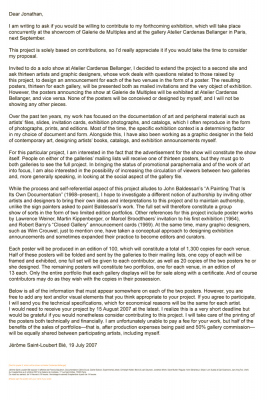 Dear Jonathan,
I am writing to ask if you would be willing to contribute to my forthcoming exhibition, which will take place
concurrently at the showroom of Galerie de Multiples and at the gallery Atelier Cardenas Bellanger in Paris,
next September.
This project is solely based on contributions, so I'd really appreciate it if you would take the time to consider
my proposal.
Invited to do a solo show at Atelier Cardenas Bellanger, I decided to extend the project to a second site and
ask thirteen artists and graphic designers, whose work deals with questions related to those raised by
this project, to design an announcement for each of the two venues in the form of a poster. The resulting
posters, thirteen for each gallery, will be presented both as mailed invitations and the very object of exhibition.
However, the posters announcing the show at Galerie de Multiples will be exhibited at Atelier Cardenas
Bellanger, and vice versa. None of the posters will be conceived or designed by myself, and I will not be
showing any other pieces.
Over the past ten years, my work has focused on the documentation of art and peripheral material such as
artists' files, slides, invitation cards, exhibition photographs, and catalogs, which I often reproduce in the form
of photographs, prints, and editions. Most of the time, the specific exhibition context is a determining factor
in my choice of document and form. Alongside this, I have also been working as a graphic designer in the field
of contemporary art, designing artists' books, catalogs, and exhibition announcements myself.
For this particular project, I am interested in the fact that the advertisement for the show will constitute the show
itself. People on either of the galleries' mailing lists will receive one of thirteen posters, but they must go to
both galleries to see the full project. In bringing the status of promotional paraphernalia and of the work of art
into focus, I am also interested in the possibility of increasing the circulation of viewers between two galleries
and, more generally speaking, in looking at the social aspect of the gallery life.
While the process and self-referential aspect of this project alludes to John Baldessari's "A Painting That Is
Its Own Documentation" (1968–present), I hope to investigate a different notion of authorship by inviting other
artists and designers to bring their own ideas and interpretations to this project and to maintain authorship,
unlike the sign painters asked to paint Baldessari's work. The full set will therefore constitute a group
show of sorts in the form of two limited edition portfolios. Other references for this project include poster works
by Lawrence Weiner, Martin Kippenberger, or Marcel Broodthaers' invitation to his first exhibition (1964),
and Robert Barry's "Closed Gallery" announcement cards (1969). At the same time, many graphic designers,
such as Wim Crouwel, just to mention one, have taken a conceptual approach to designing exhibition
announcements and sometimes expanded their practice to become editors and curators.
Each poster will be produced in an edition of 100, which will constitute a total of 1,300 copies for each venue.
Half of these posters will be folded and sent by the galleries to their mailing lists, one copy of each will be
framed and exhibited, one full set will be given to each contributor, as well as 20 copies of the two posters he or
she designed. The remaining posters will constitute two portfolios, one for each venue, in an edition of
13 each. Only the entire portfolio that each gallery displays will be for sale along with a certificate. And of course
contributors may do as they wish with the copies in their possession.
Below is all of the information that must appear somewhere on each of the two posters. However, you are
free to add any text and/or visual elements that you think appropriate to your project. If you agree to participate,
I will send you the technical specifications, which for economical reasons will be the same for each artist.
I would need to receive your project by 15 August 2007 at the latest. I realize this is a very short deadline but
would be grateful if you would nonetheless consider contributing to this project. I will take care of the printing
of the posters both technically and financially. I am unfortunately unable to pay a fee for your work, but half of the
benefits of the sales of portfolios—that is, after production expenses being paid and 50% gallery commission—
will be equally shared between participating artists, including myself.
Jérôme Saint-Loubert Bié, 19 July 2007